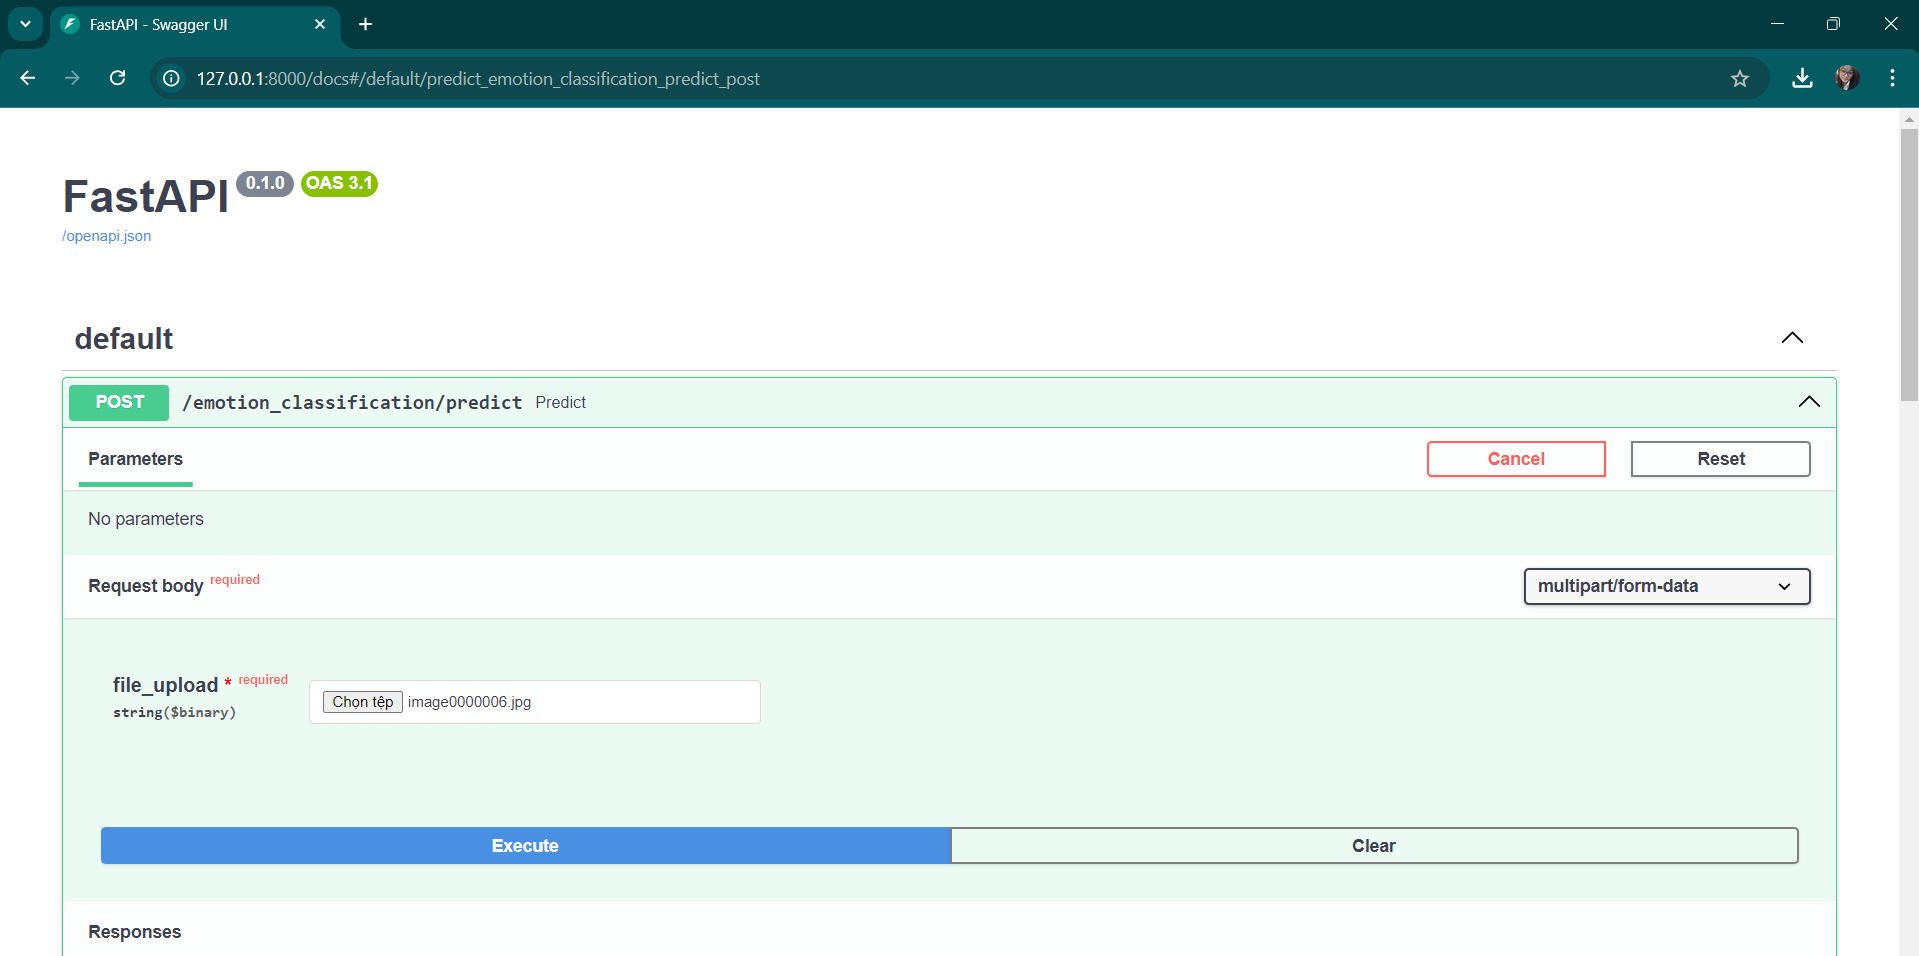 FastAPI - Swagger UI
127.0.0.1:8000/docs#/default/predict_emotion_classification_predict_post
FastAPI 0.1.0 OAS 3.1
/openapi.json
default
POST /emotion_classification/predict Predict
Parameters Cancel Reset
No parameters
Request body required multipart/form-data
file_upload * required
string($binary)
Chọn tệp image0000006.jpg
Execute Clear
Responses